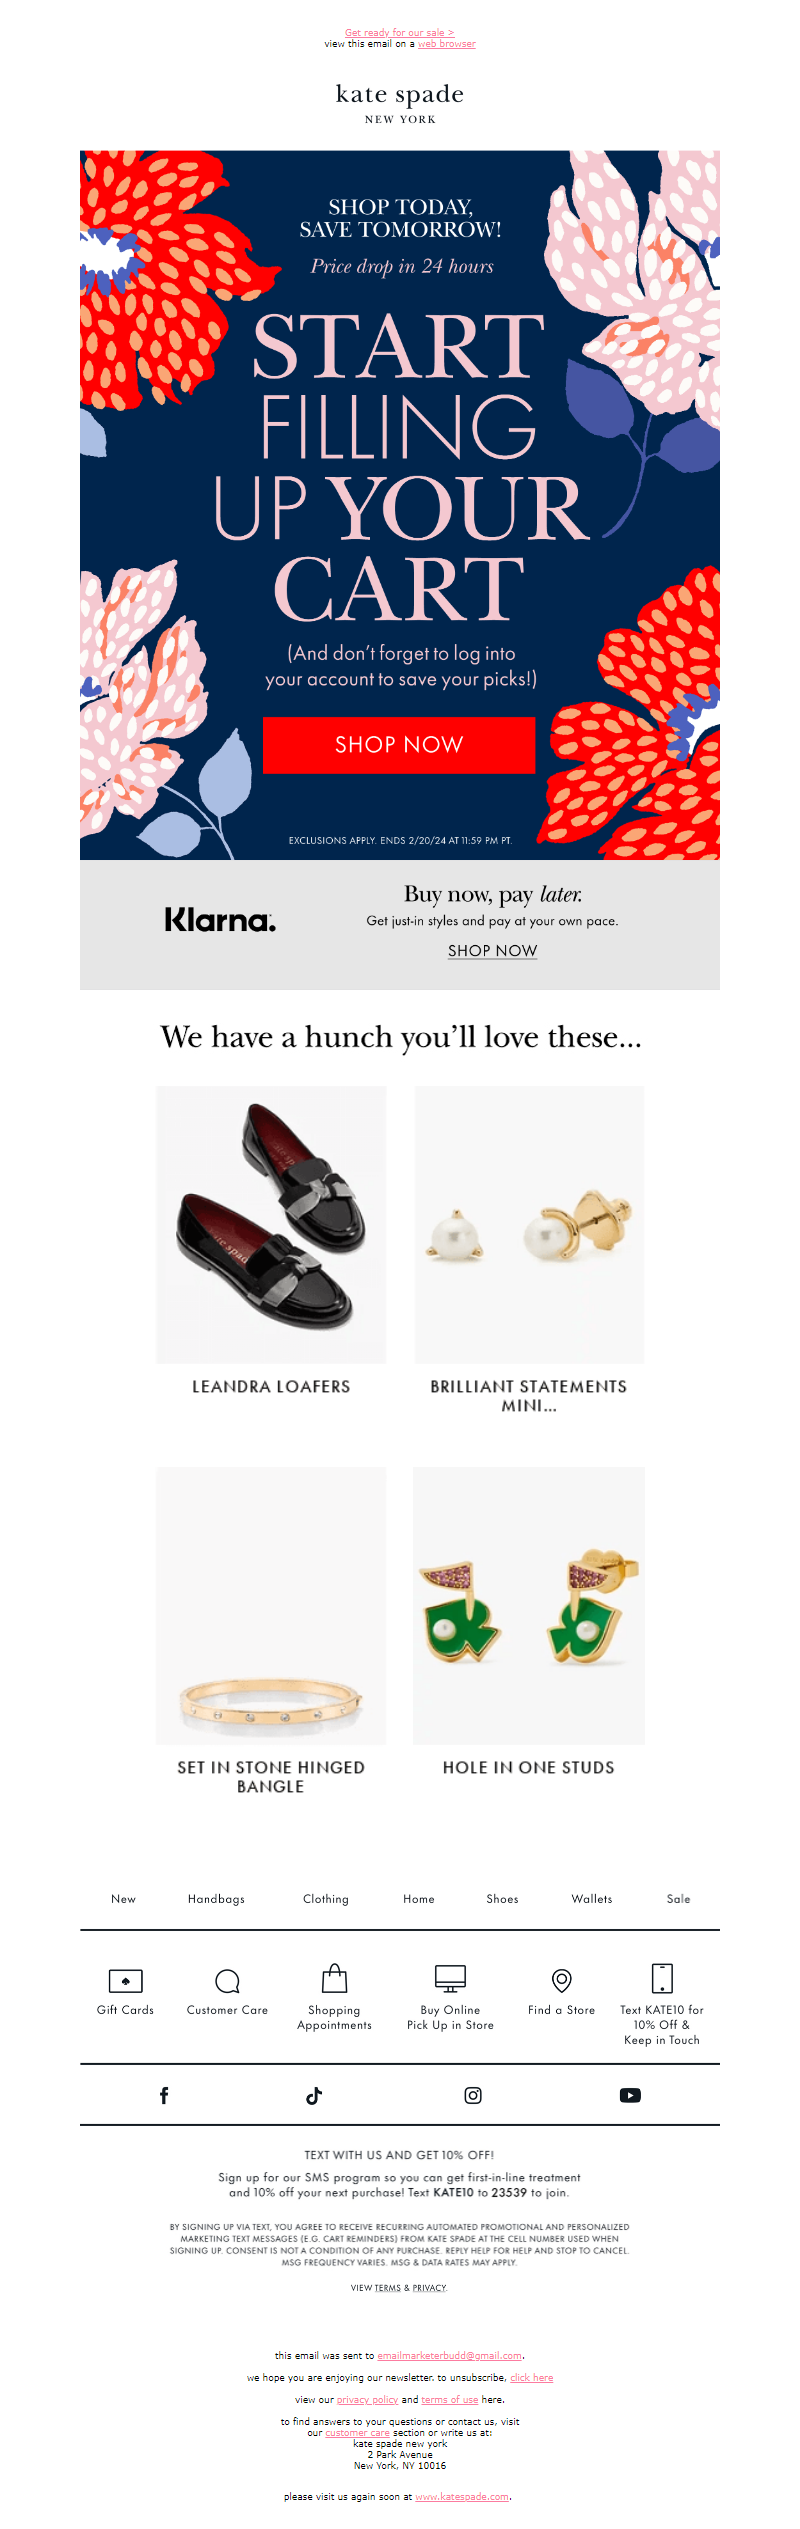 Get ready for our sale >
view this email on a web browser
kate spade
NEW YORK
SHOP TODAY,
SAVE TOMORROW!
Price drop in 24 hours
START
FILLING
UP YOUR
CART
(And don't forget to log into
your account to save your picks!)
SHOP NOW
EXCLUSIONS APPLY. ENDS 2/20/24 AT 11:59 PM PT.
Klarna.
Buy now, pay later.
Get just-in styles and pay at your own pace.
SHOP NOW
We have a hunch you'll love these...
LEANDRA LOAFERS
BRILLIANT STATEMENTS
MINI...
SET IN STONE HINGED
BANGLE
HOLE IN ONE STUDS
New Handbags Clothing Home Shoes Wallets Sale
Gift Cards
Customer Care
Shopping
Appointments
Buy Online
Pick Up in Store
Find a Store
Text KATE10 for
10% Off &
Keep in Touch
TEXT WITH US AND GET 10% OFF!
Sign up for our SMS program so you can get first-in-line treatment
and 10% off your next purchase! Text KATE10 to 23539 to join.
BY SIGNING UP VIA TEXT, YOU AGREE TO RECEIVE RECURRING AUTOMATED PROMOTIONAL AND PERSONALIZED
MARKETING TEXT MESSAGES (E.G. CART REMINDERS) FROM KATE SPADE AT THE CELL NUMBER USED WHEN
SIGNING UP. CONSENT IS NOT A CONDITION OF ANY PURCHASE. REPLY HELP FOR HELP AND STOP TO CANCEL.
MSG FREQUENCY VARIES. MSG & DATA RATES MAY APPLY.
VIEW TERMS & PRIVACY.
this email was sent to emailmarketerbudd@gmail.com.
we hope you are enjoying our newsletter. to unsubscribe, click here
view our privacy policy and terms of use here.
to find answers to your questions or contact us, visit
our customer care section or write us at:
kate spade new york
2 Park Avenue
New York, NY 10016
please visit us again soon at www.katespade.com.